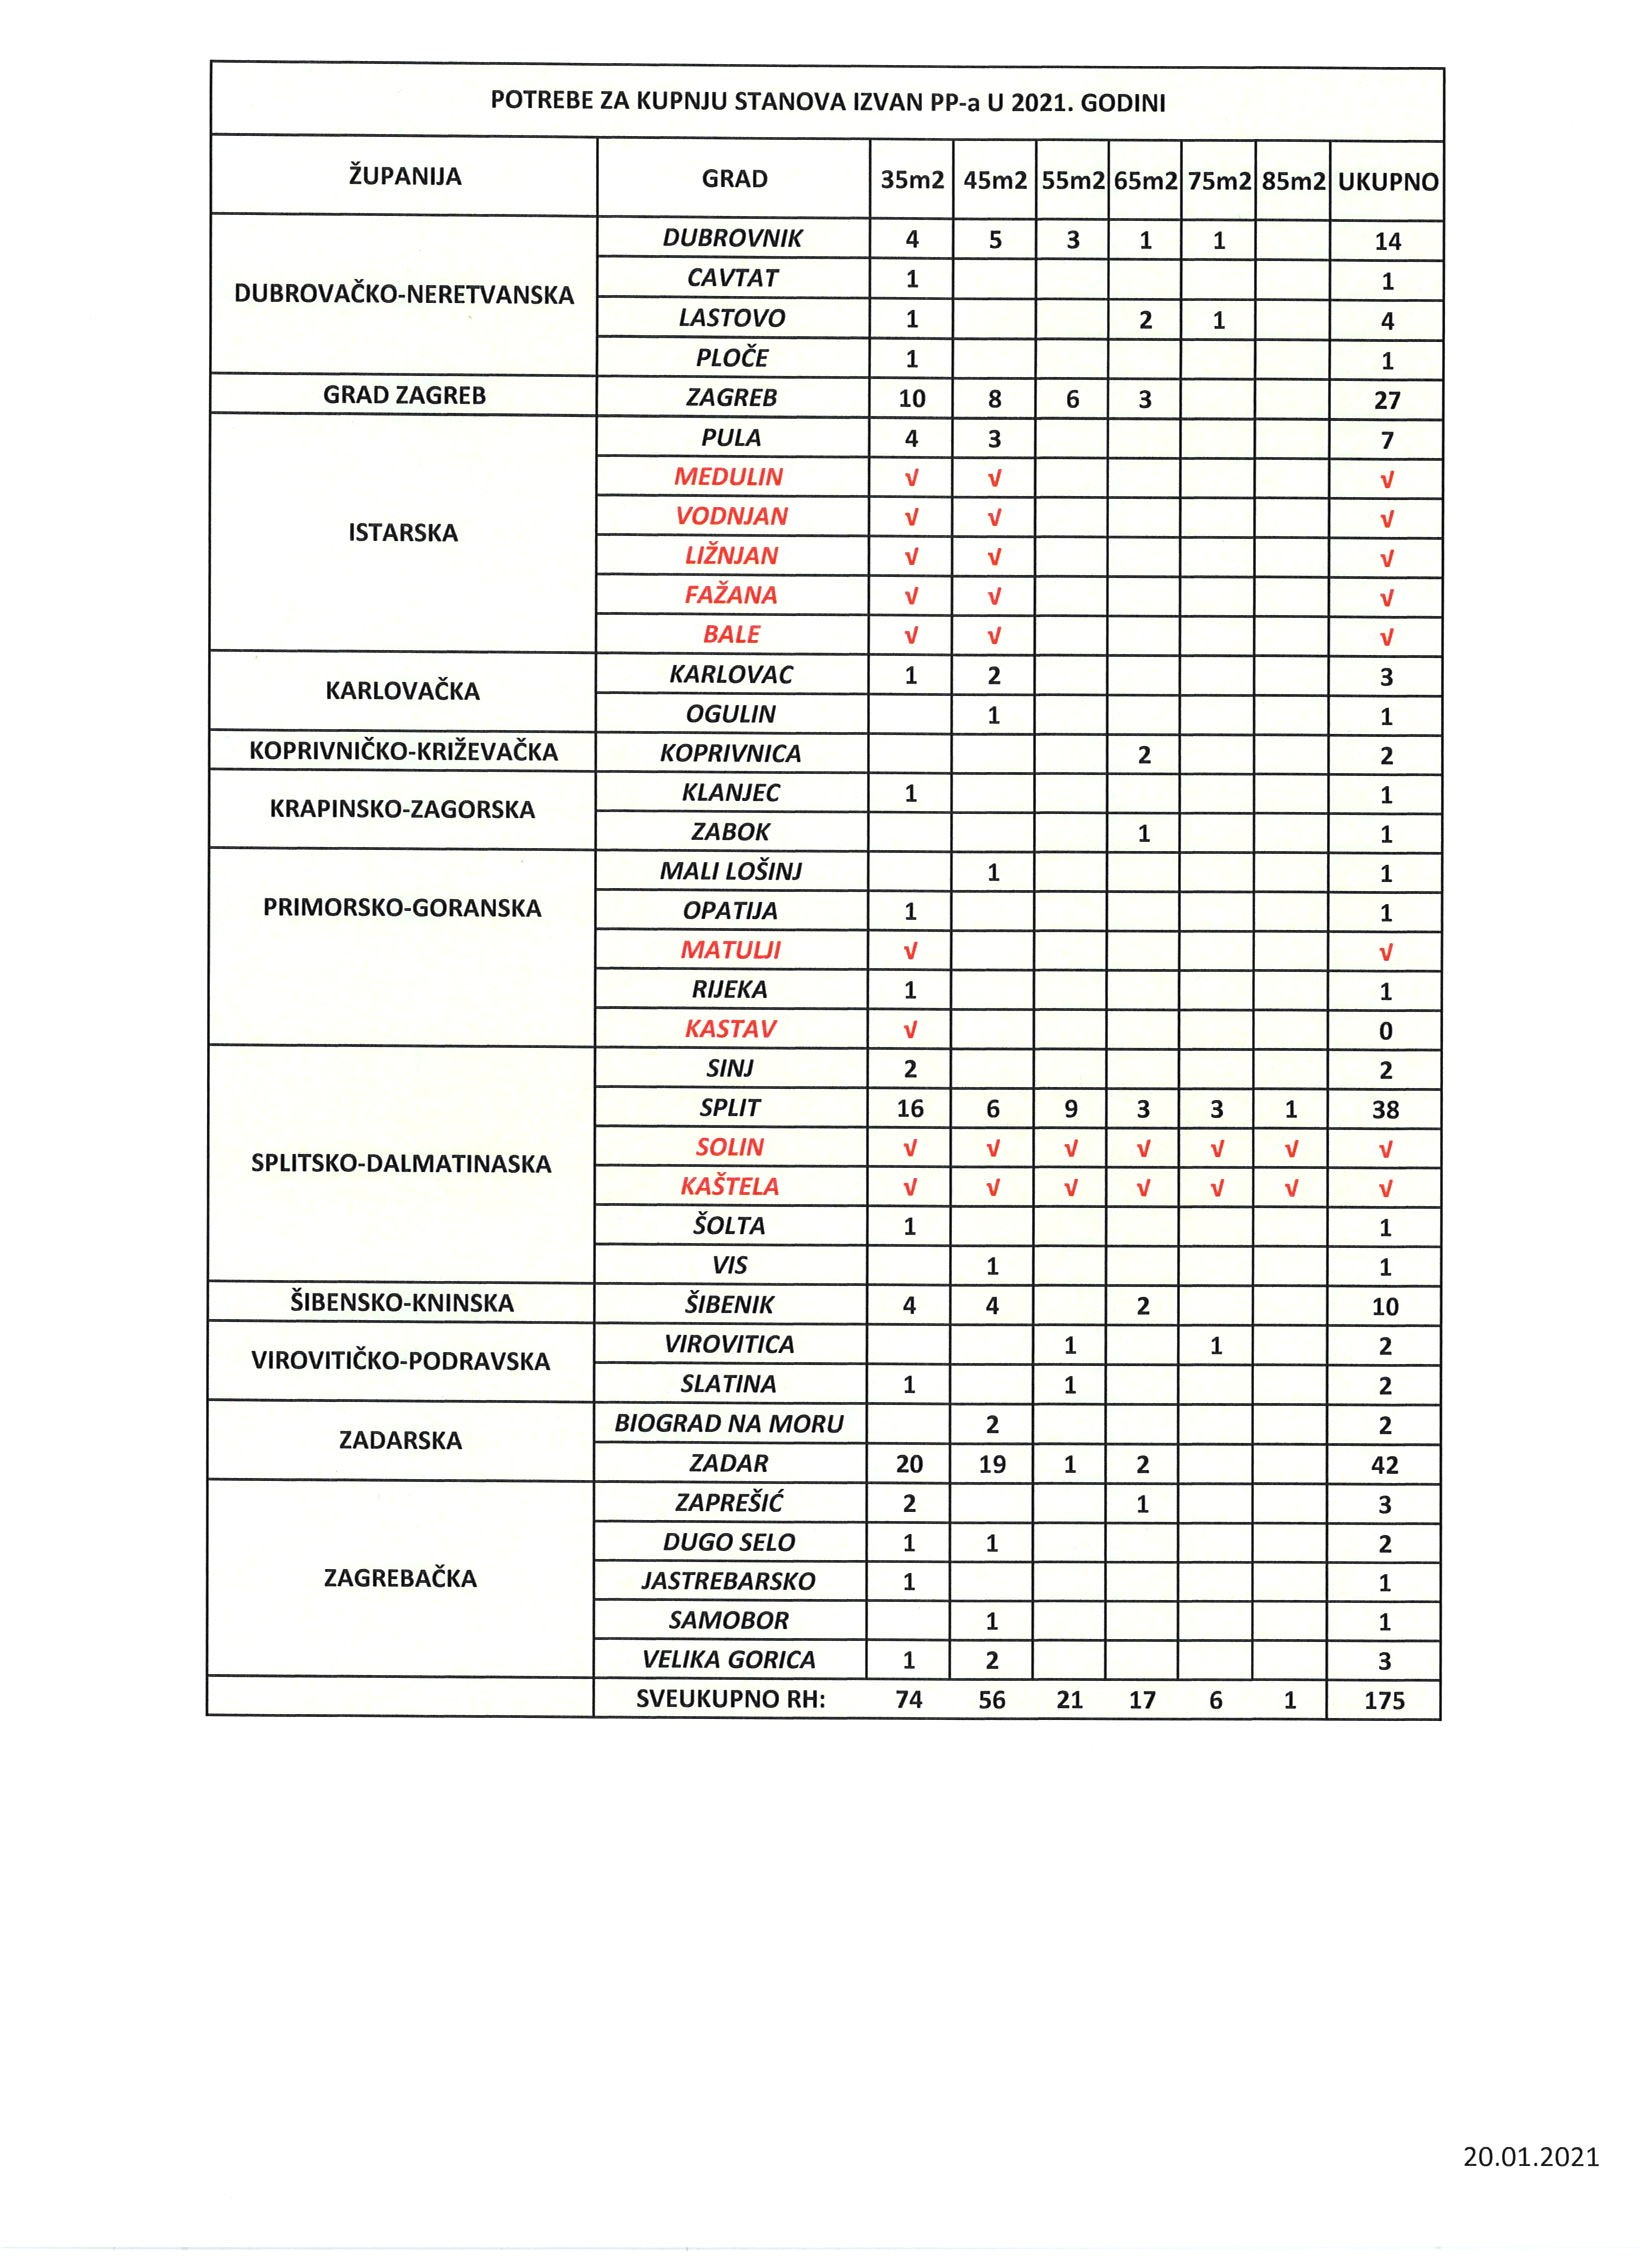 POTREBE ZA KUPNJU STANOVA IZVAN PP-a U 2021. GODINI
ŽUPANIJA GRAD 35m2 45m2 55m2 65m2 75m2 85m2 UKUPNO
DUBROVAČKO-NERETVANSKA DUBROVNIK 4 5 3 1 1 14
CAVTAT 1 1
LASTOVO 1 2 1 4
PLOČE 1 1
GRAD ZAGREB ZAGREB 10 8 6 3 27
ISTARSKA PULA 4 3 7
MEDULIN √ √ √
VODNJAN √ √ √
LIŽNJAN √ √ √
FAŽANA √ √ √
BALE √ √ √
KARLOVAČKA KARLOVAC 1 2 3
OGULIN 1 1
KOPRIVNIČKO-KRIŽEVAČKA KOPRIVNICA 2 2
KRAPINSKO-ZAGORSKA KLANJEC 1 1
ZABOK 1 1
PRIMORSKO-GORANSKA MALI LOŠINJ 1 1
OPATIJA 1 1
MATULJI √ √
RIJEKA 1 1
KASTAV √ 0
SPLITSKO-DALMATINASKA SINJ 2 2
SPLIT 16 6 9 3 3 1 38
SOLIN √ √ √ √ √ √ √
KAŠTELA √ √ √ √ √ √ √
ŠOLTA 1 1
VIS 1 1
ŠIBENSKO-KNINSKA ŠIBENIK 4 4 2 10
VIROVITIČKO-PODRAVSKA VIROVITICA 1 1 2
SLATINA 1 1 2
ZADARSKA BIOGRAD NA MORU 2 2
ZADAR 20 19 1 2 42
ZAGREBAČKA ZAPREŠIĆ 2 1 3
DUGO SELO 1 1 2
JASTREBARSKO 1 1
SAMOBOR 1 1
VELIKA GORICA 1 2 3
SVEUKUPNO RH: 74 56 21 17 6 1 175
20.01.2021